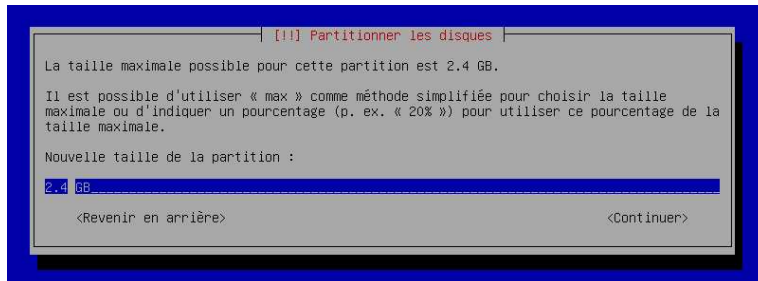 [!!] Partitionner les disques
La taille maximale possible pour cette partition est 2.4 GB.
Il est possible d'utiliser « max » comme méthode simplifiée pour choisir la taille
maximale ou d'indiquer un pourcentage (p. ex. « 20% ») pour utiliser ce pourcentage de la
taille maximale.
Nouvelle taille de la partition :
2.4 GB
<Revenir en arrière> <Continuer>